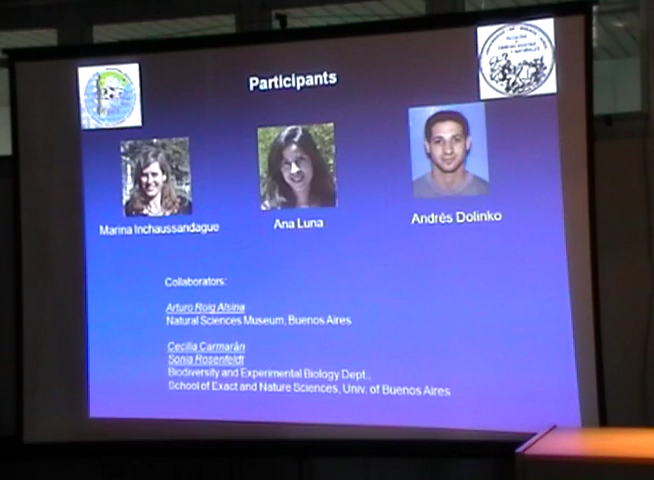 Participants
Marina Inchaussandague
Ana Luna
Andrés Dolinko
Collaborators:
Arturo Roig Alsina
Natural Sciences Museum, Buenos Aires
Cecilia Carmarán
Sonia Rosenfeldt
Biodiversity and Experimental Biology Dept.,
School of Exact and Nature Sciences, Univ. of Buenos Aires